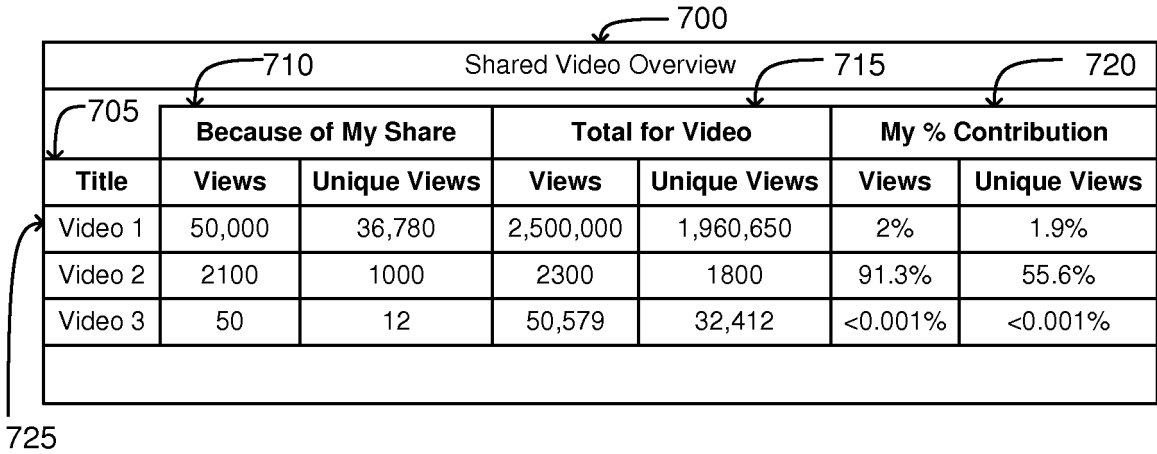 700
Shared Video Overview
710 715 720
705
Because of My Share Total for Video My % Contribution
Title Views Unique Views Views Unique Views Views Unique Views
Video 1 50,000 36,780 2,500,000 1,960,650 2% 1.9%
Video 2 2100 1000 2300 1800 91.3% 55.6%
Video 3 50 12 50,579 32,412 <0.001% <0.001%
725